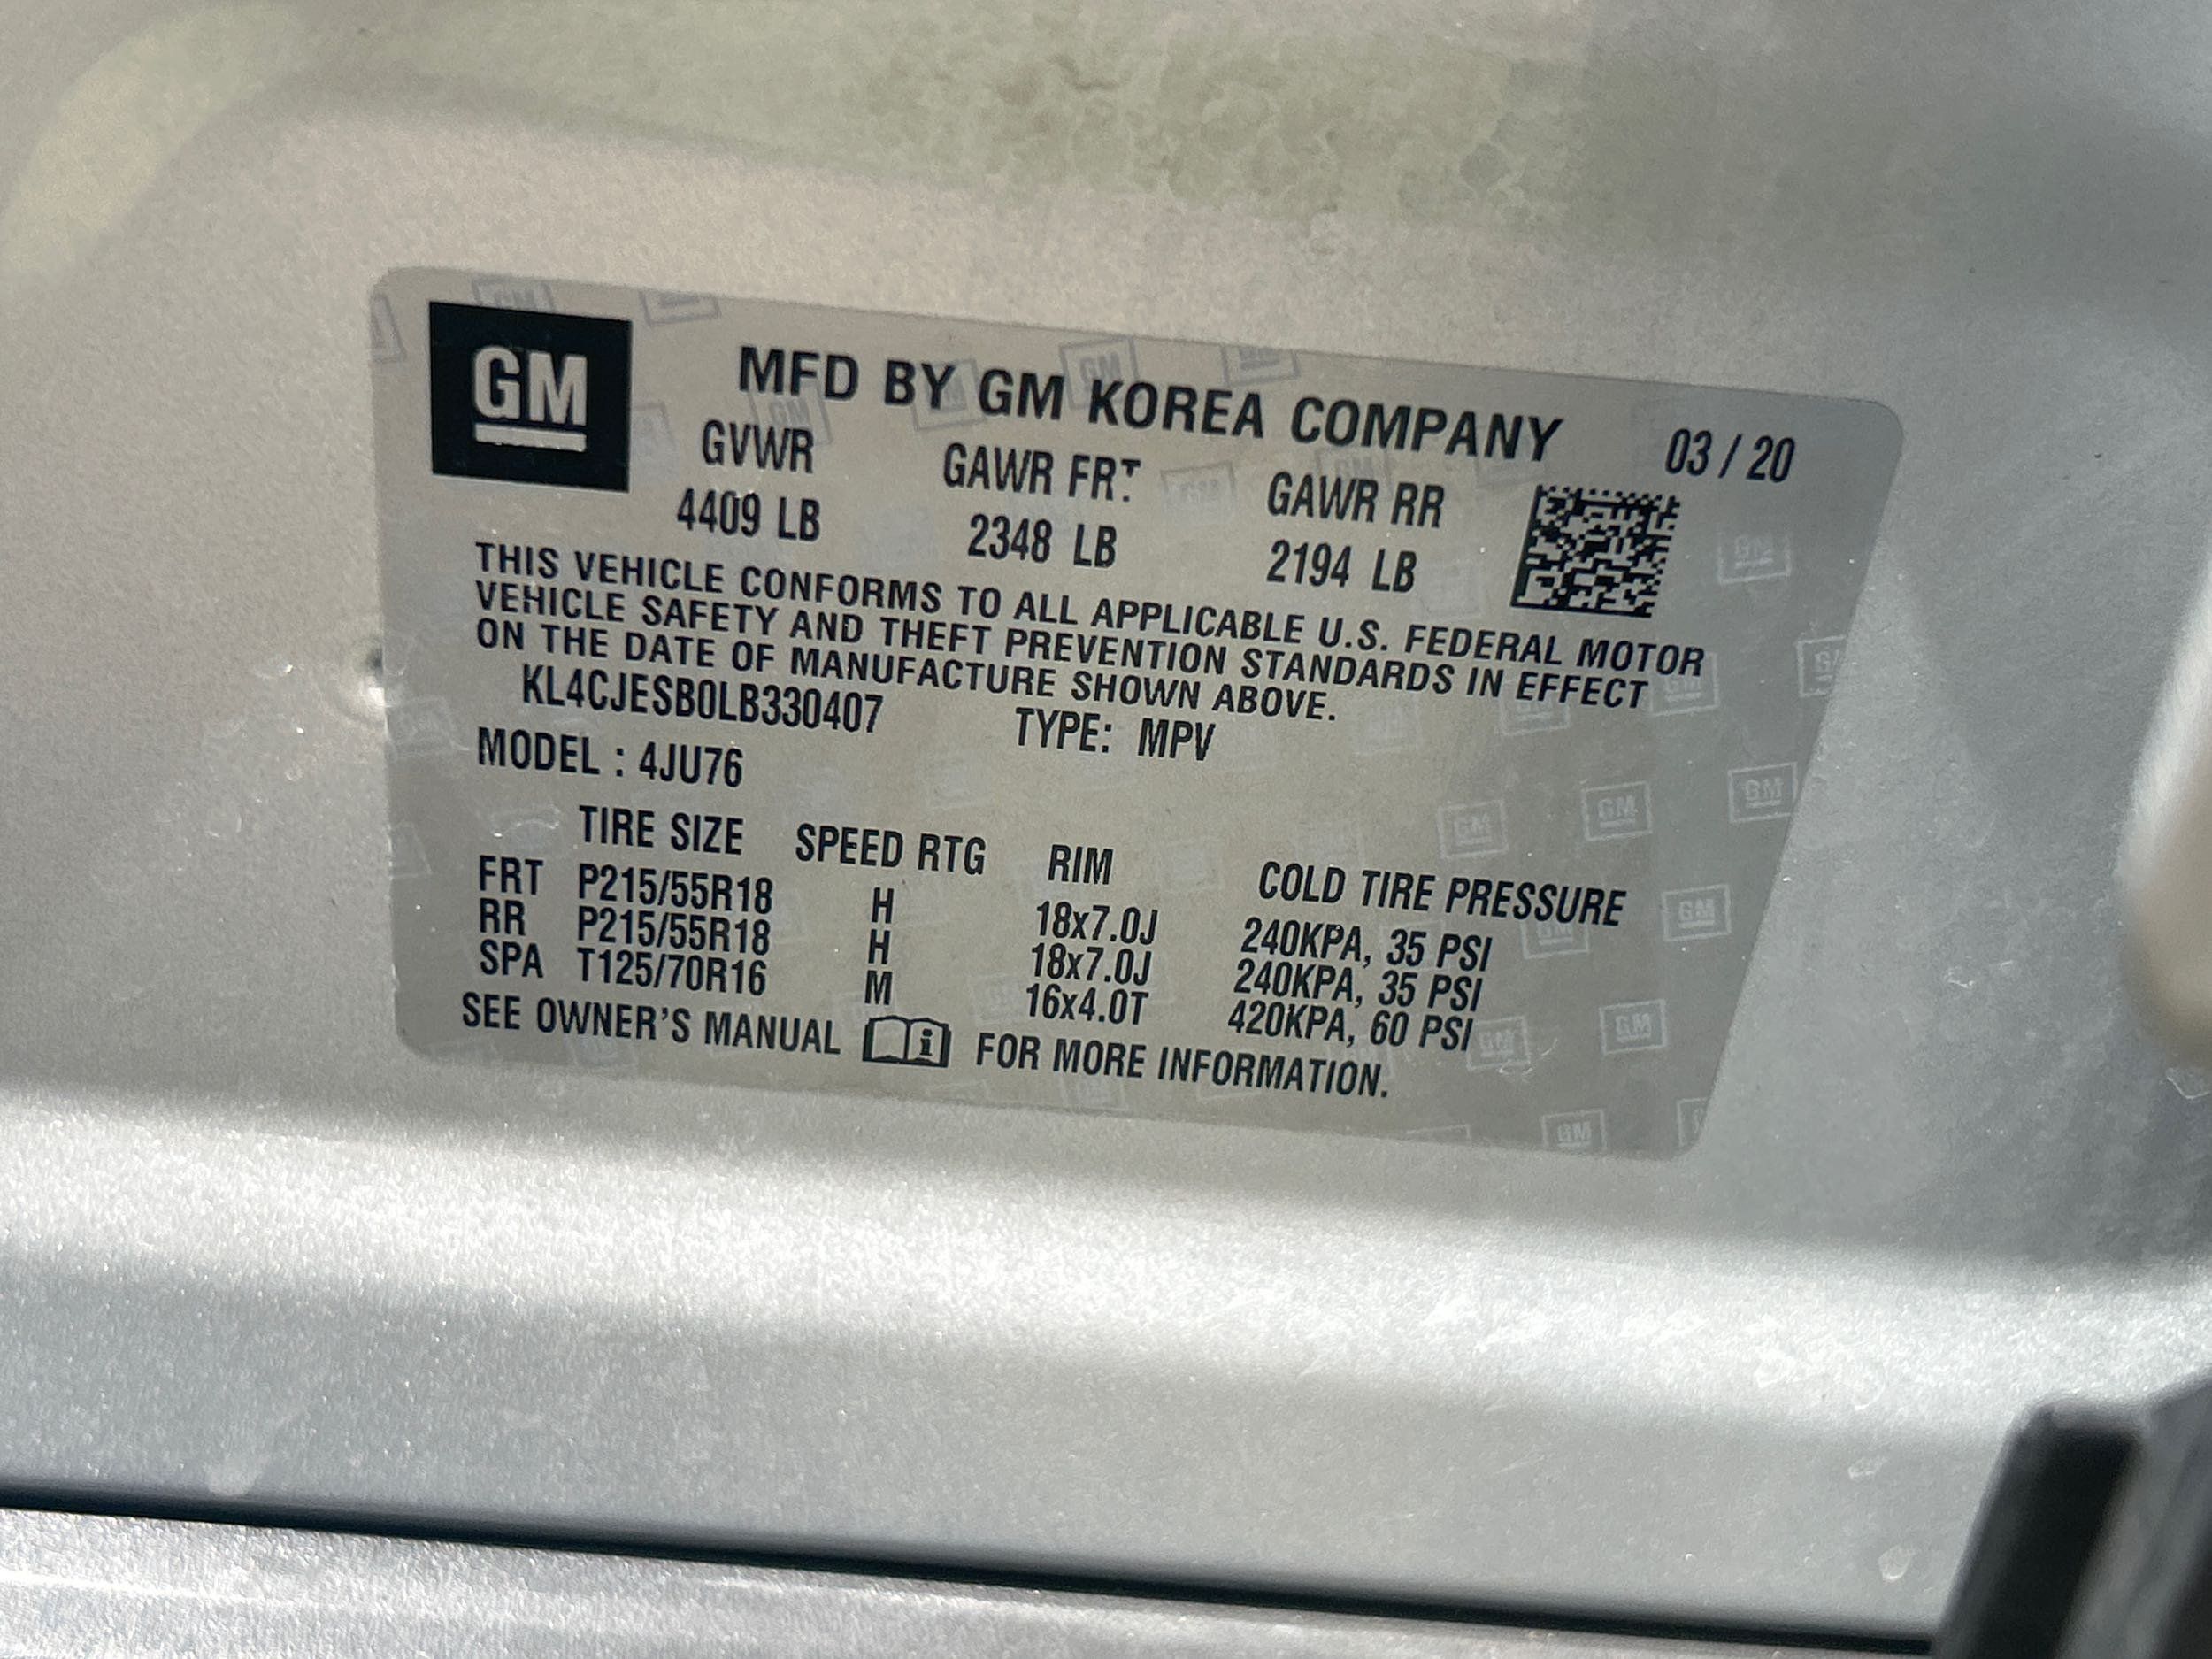 GM
MFD BY GM KOREA COMPANY 03 / 20
GVWR GAWR FRT GAWR RR
4409 LB 2348 LB 2194 LB
THIS VEHICLE CONFORMS TO ALL APPLICABLE U.S. FEDERAL MOTOR
VEHICLE SAFETY AND THEFT PREVENTION STANDARDS IN EFFECT
ON THE DATE OF MANUFACTURE SHOWN ABOVE.
KL4CJESB0LB330407 TYPE: MPV
MODEL : 4JU76
TIRE SIZE SPEED RTG RIM COLD TIRE PRESSURE
FRT P215/55R18 H 18x7.0J 240KPA, 35 PSI
RR P215/55R18 H 18x7.0J 240KPA, 35 PSI
SPA T125/70R16 M 16x4.0T 420KPA, 60 PSI
SEE OWNER'S MANUAL FOR MORE INFORMATION.